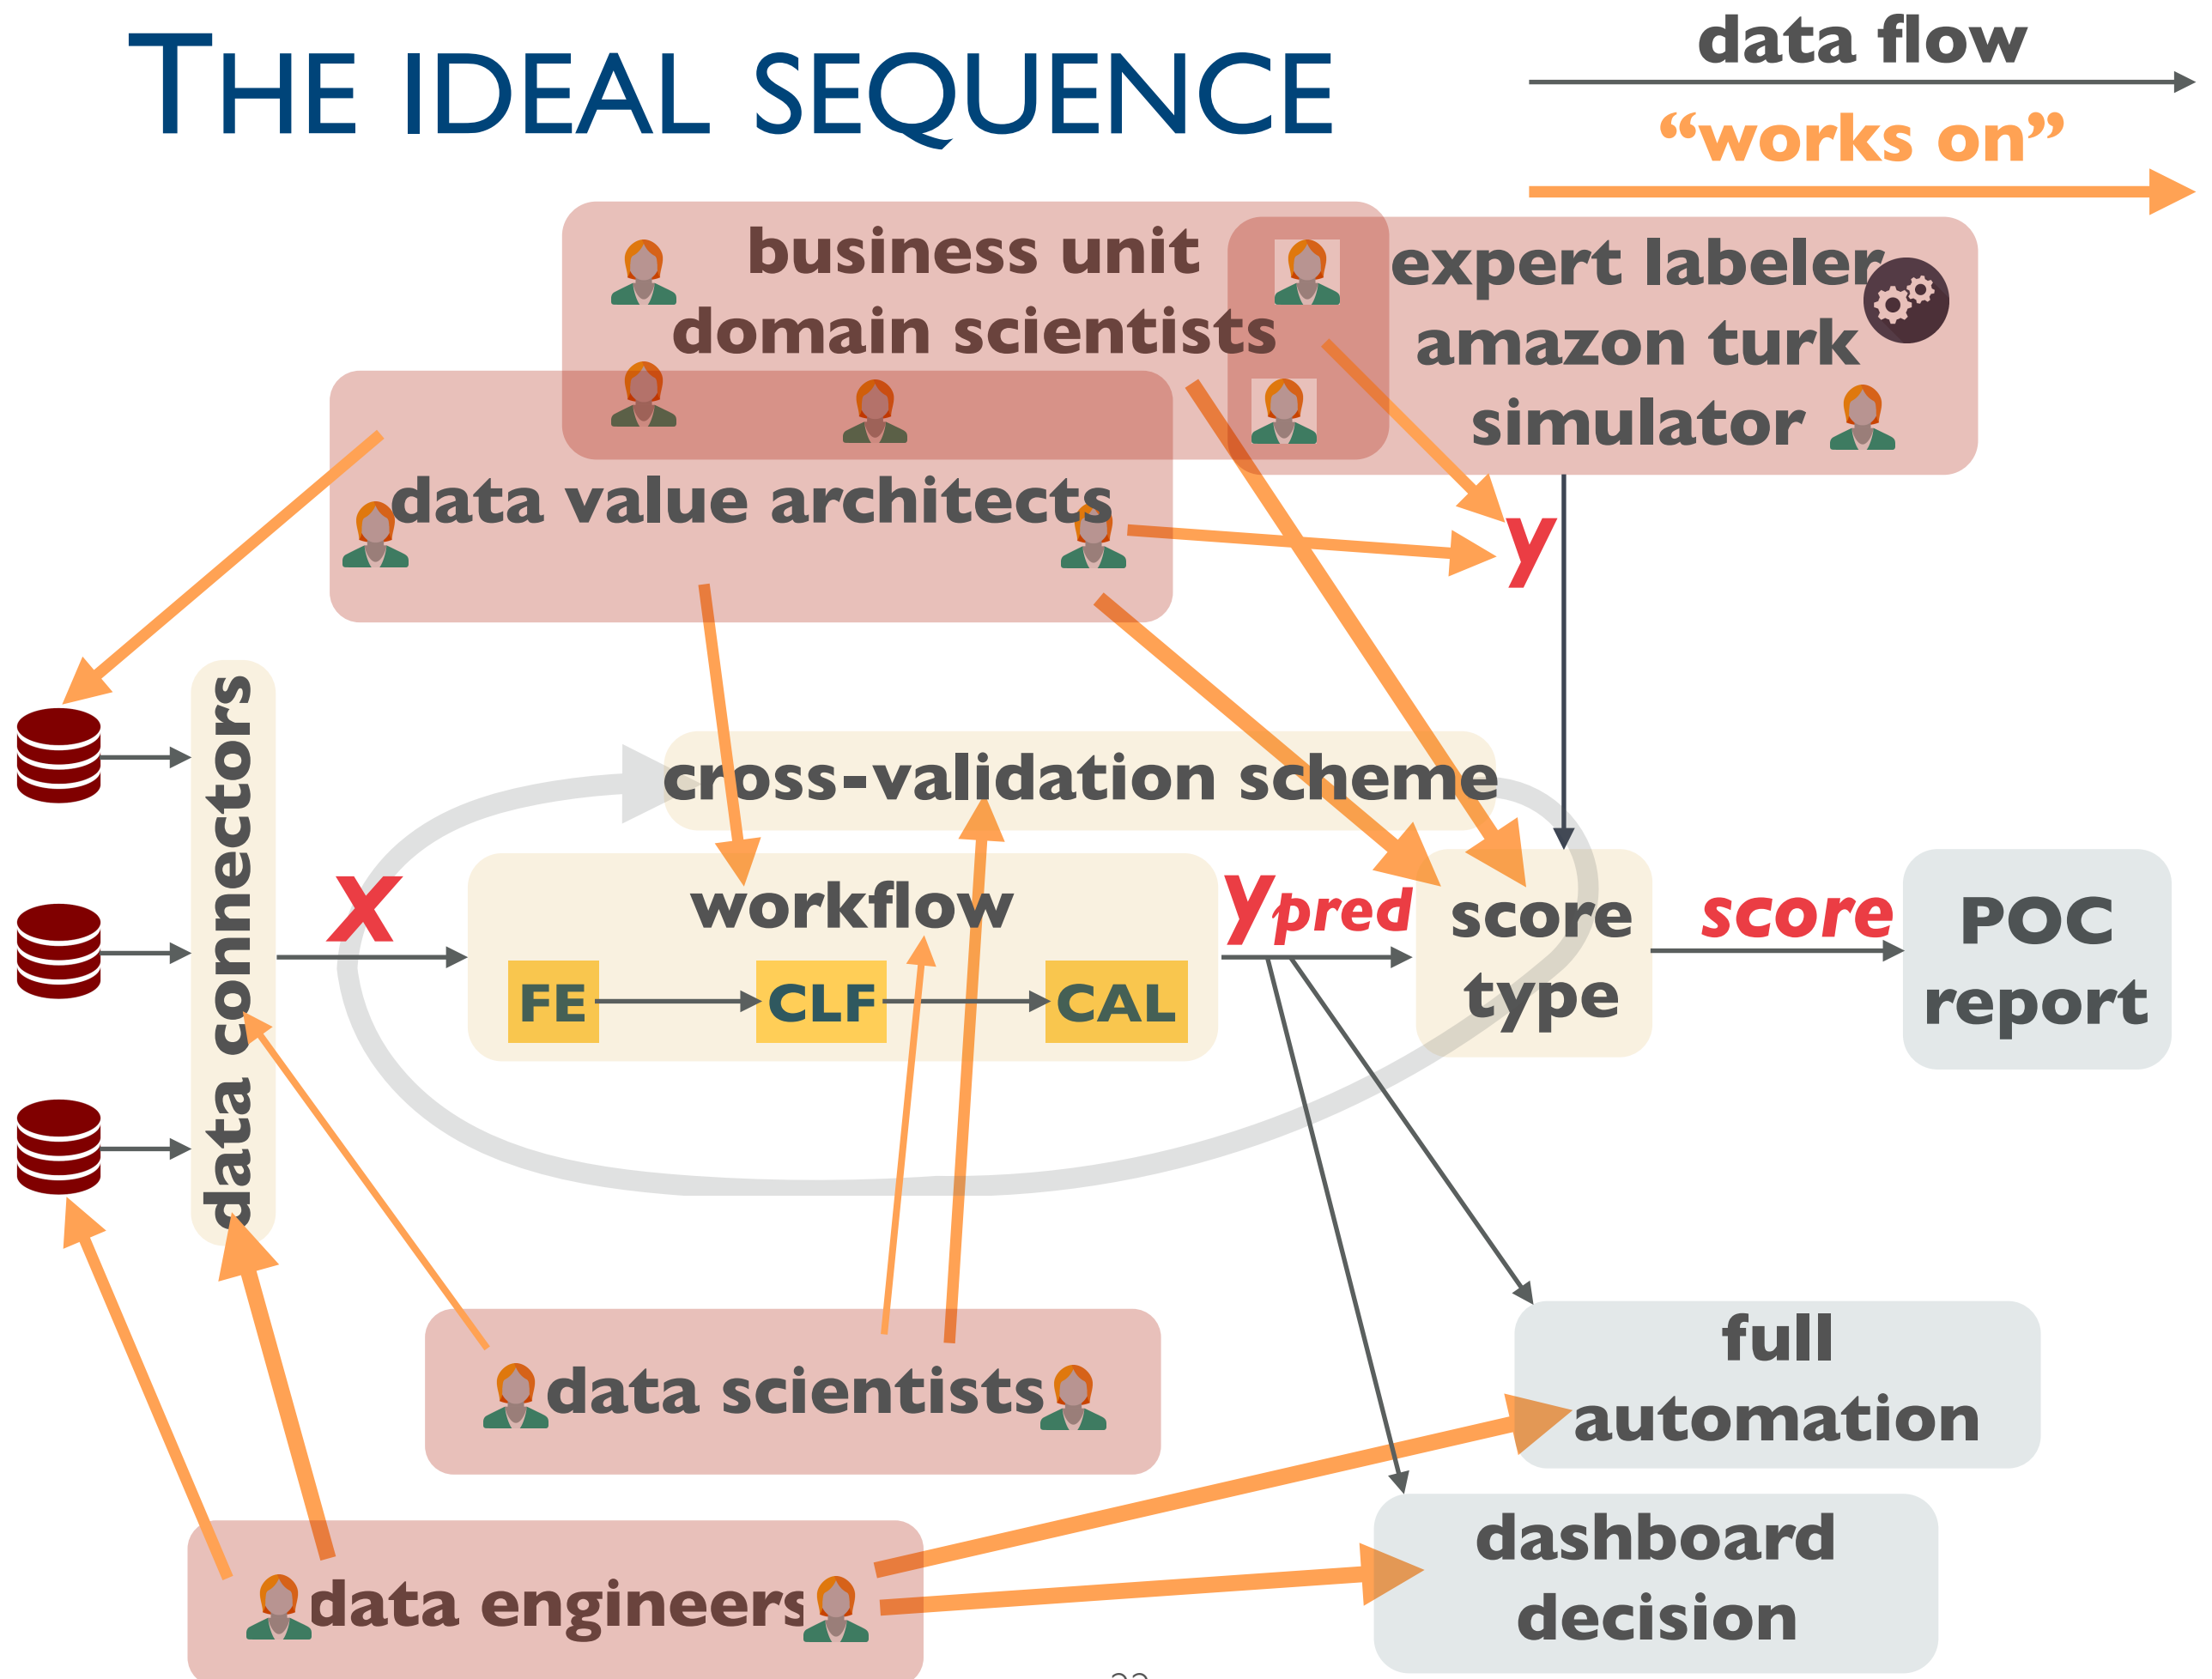 THE IDEAL SEQUENCE
data flow
“works on”
business unit
domain scientists
expert labeler
amazon turk
simulator
data value architects
y
data connectors
cross-validation scheme
X
workflow
FE
CLF
CAL
ypred
score
type
score
POC
report
data scientists
full
automation
data engineers
dashboard
decision